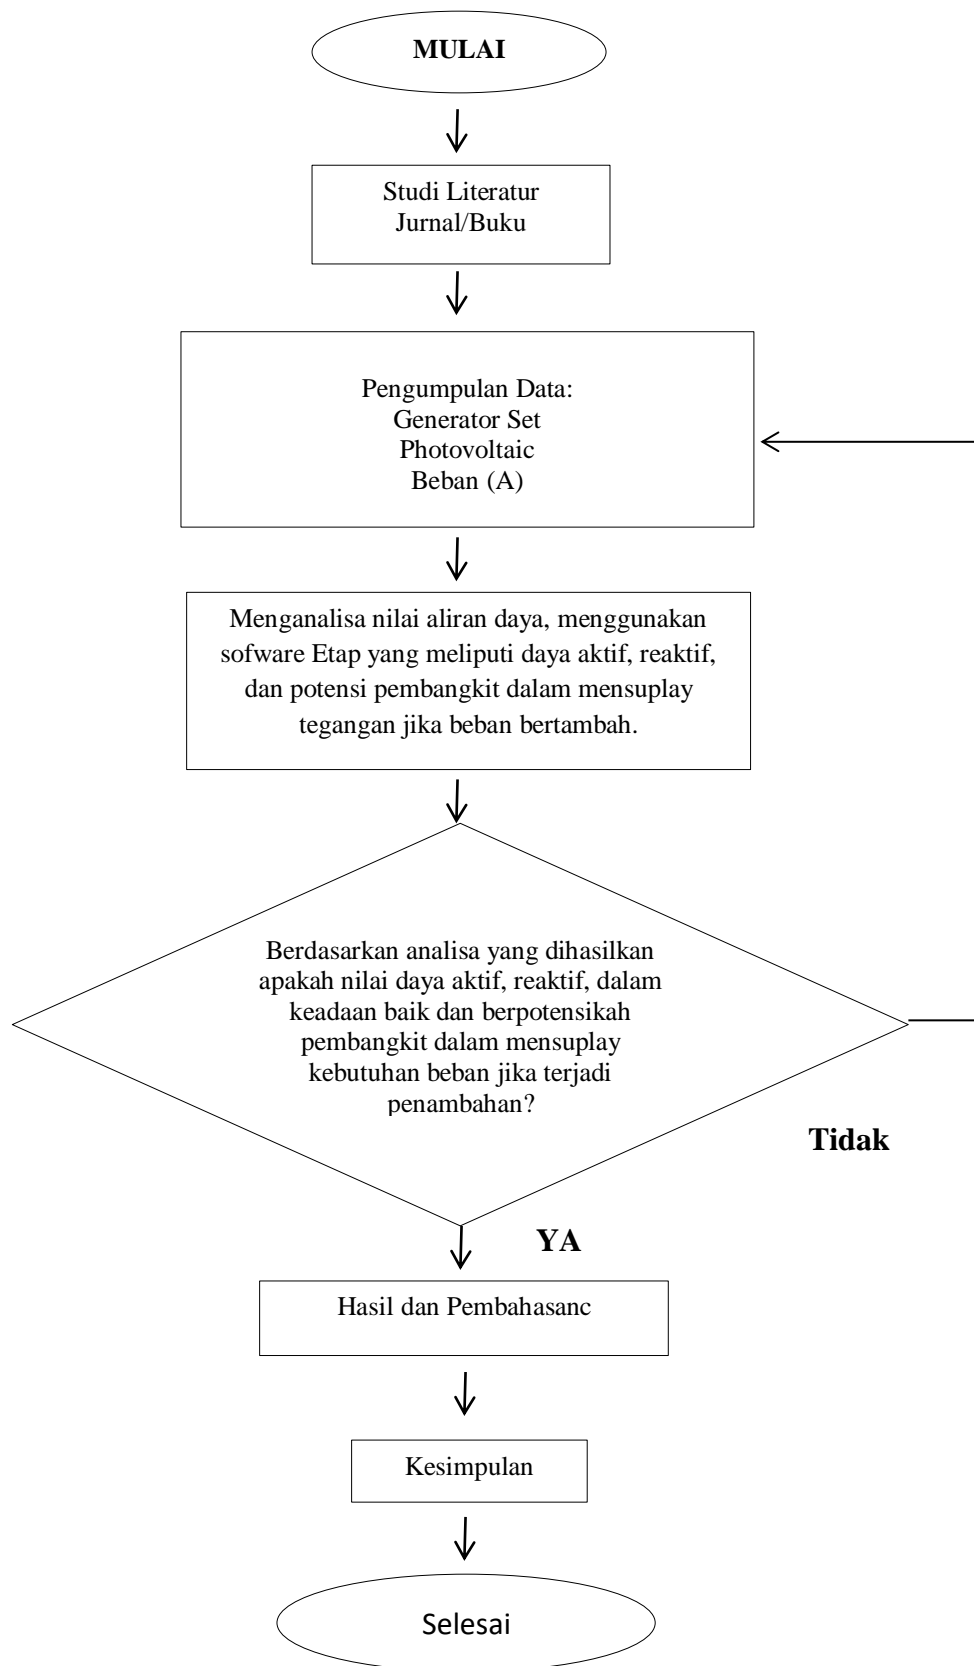 MULAI
Studi Literatur
Jurnal/Buku
Pengumpulan Data:
Generator Set
Photovoltaic
Beban (A)
Menganalisa nilai aliran daya, menggunakan
sofware Etap yang meliputi daya aktif, reaktif,
dan potensi pembangkit dalam mensuplay
tegangan jika beban bertambah.
Berdasarkan analisa yang dihasilkan
apakah nilai daya aktif, reaktif, dalam
keadaan baik dan berpotensikah
pembangkit dalam mensuplay
kebutuhan beban jika terjadi
penambahan?
Tidak
YA
Hasil dan Pembahasanc
Kesimpulan
Selesai